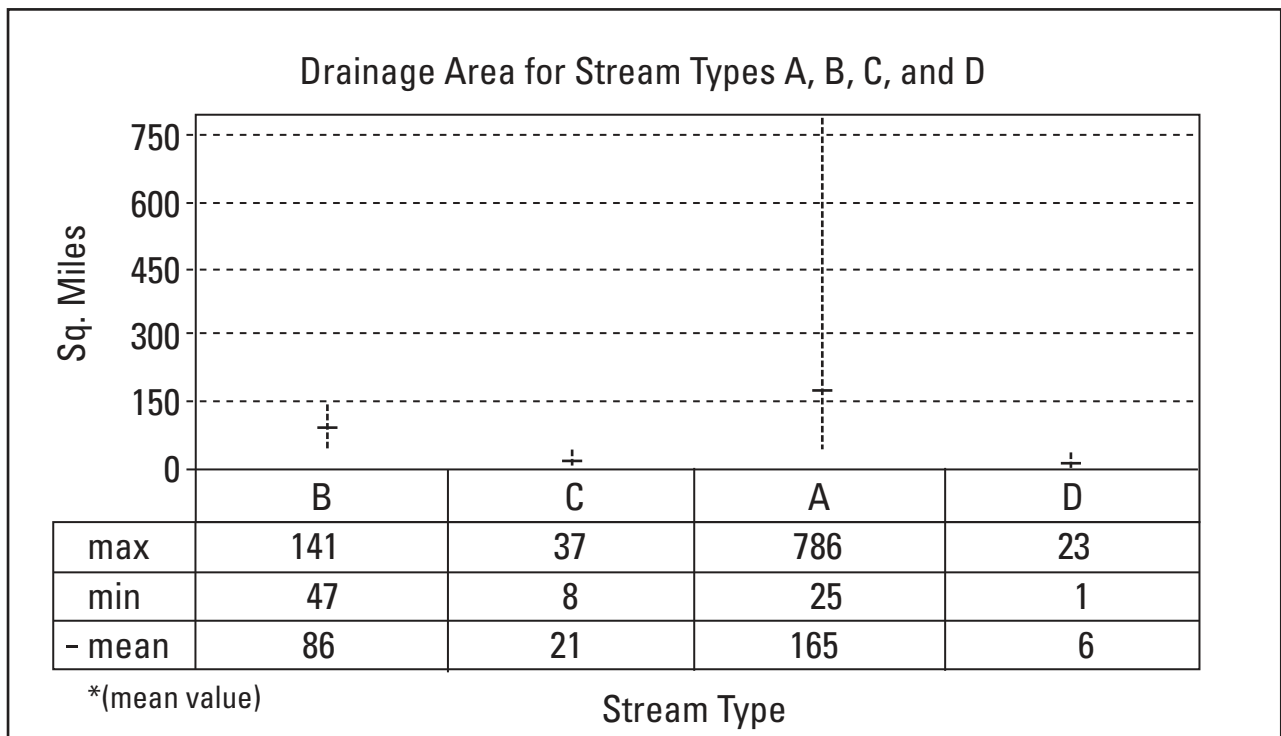 Drainage Area for Stream Types A, B, C, and D
750
600
450
300
150
0
Sq. Miles
B C A D
max 141 37 786 23
min 47 8 25 1
- mean 86 21 165 6
*(mean value)
Stream Type